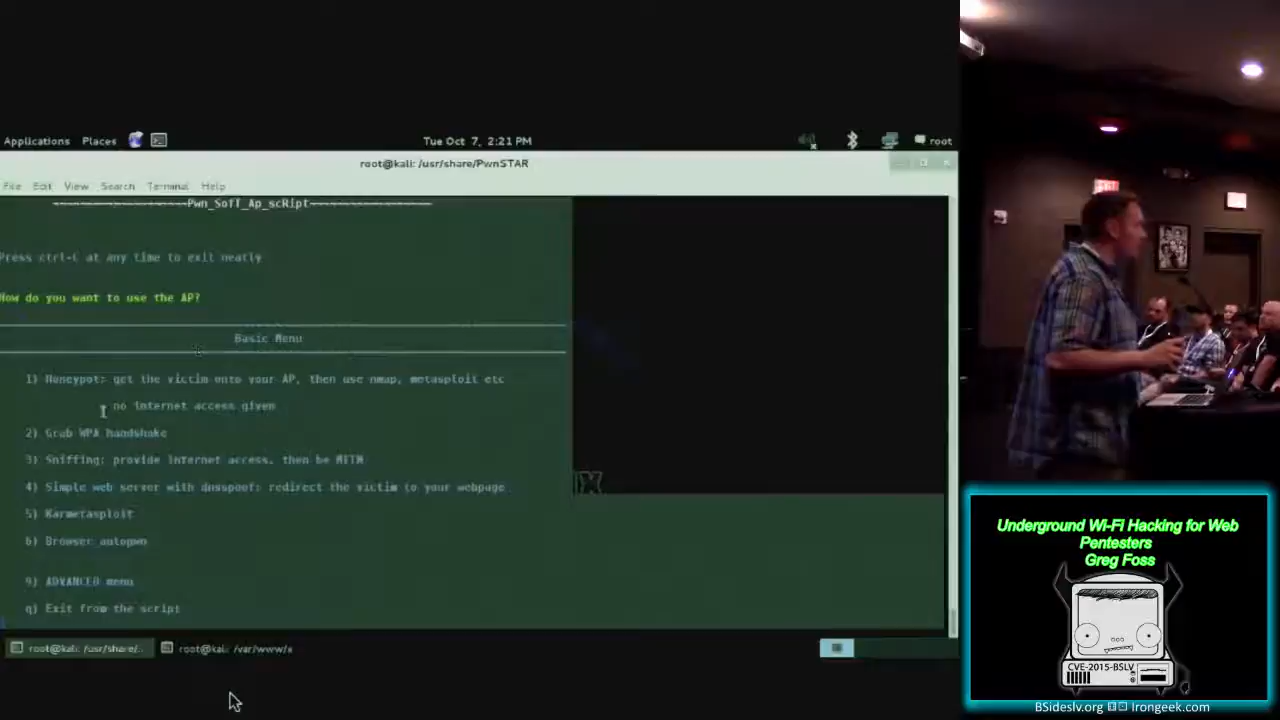 Applications Places
Tue Oct 7, 2:21 PM
root
root@kali: /usr/share/PwnSTAR
File Edit View Search Terminal Help
Pwn_SofT_Ap_scRipt
Press ctrl-C at any time to exit neatly
How do you want to use the AP?
Basic Menu
1) Honeypot: get the victim onto your AP, then use nmap, metasploit etc
no internet access given
2) Grab WPA handshake
3) Sniffing: provide internet access, then be MITM
4) Simple web server with dnsspoof: redirect the victim to your webpage
5) Karmetasploit
6) Browser autopwn
9) ADVANCED menu
q) Exit from the script
root@kali: /usr/share/..
root@kali: /var/www/x
Underground Wi-Fi Hacking for Web
Pentesters
Greg Foss
CVE-2015-BSLV
BSideslv.org
Irongeek.com